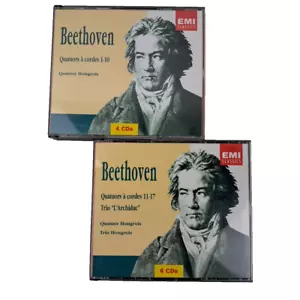 EMI
CLASSICS
Beethoven
Quatuors à cordes 1-10
Quatuor Hongrois
4 CDs
EMI
CLASSICS
Beethoven
Quatuors à cordes 11-17
Trio "L'Archiduc"
Quatuor Hongrois
Trio Hongrois
4 CDs